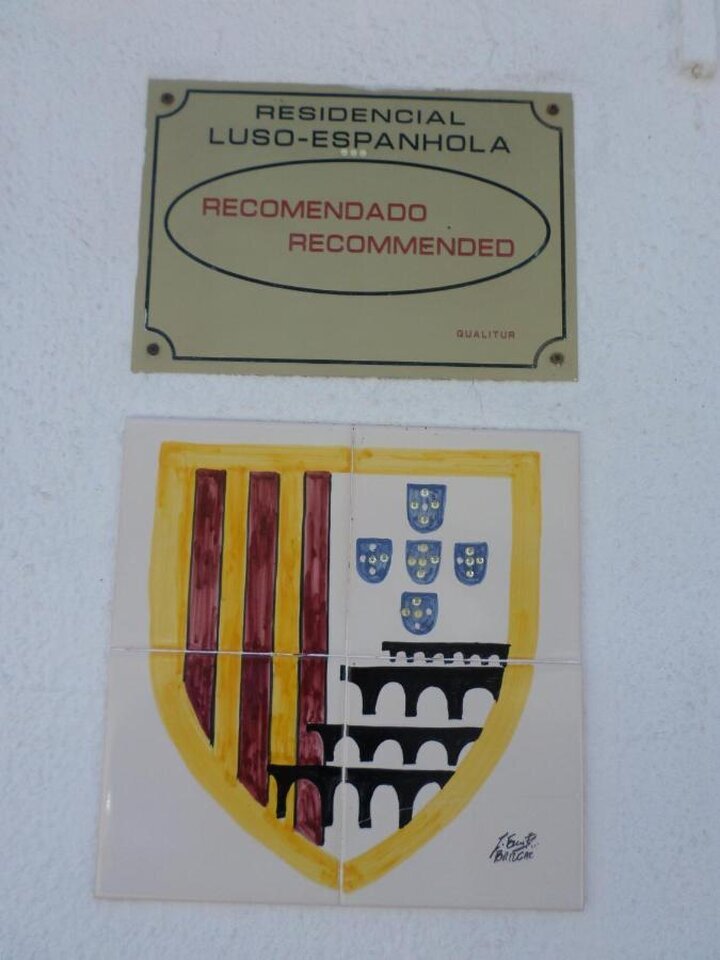 RESIDENCIAL
LUSO-ESPANHOLA
RECOMENDADO
RECOMMENDED
QUALITUR